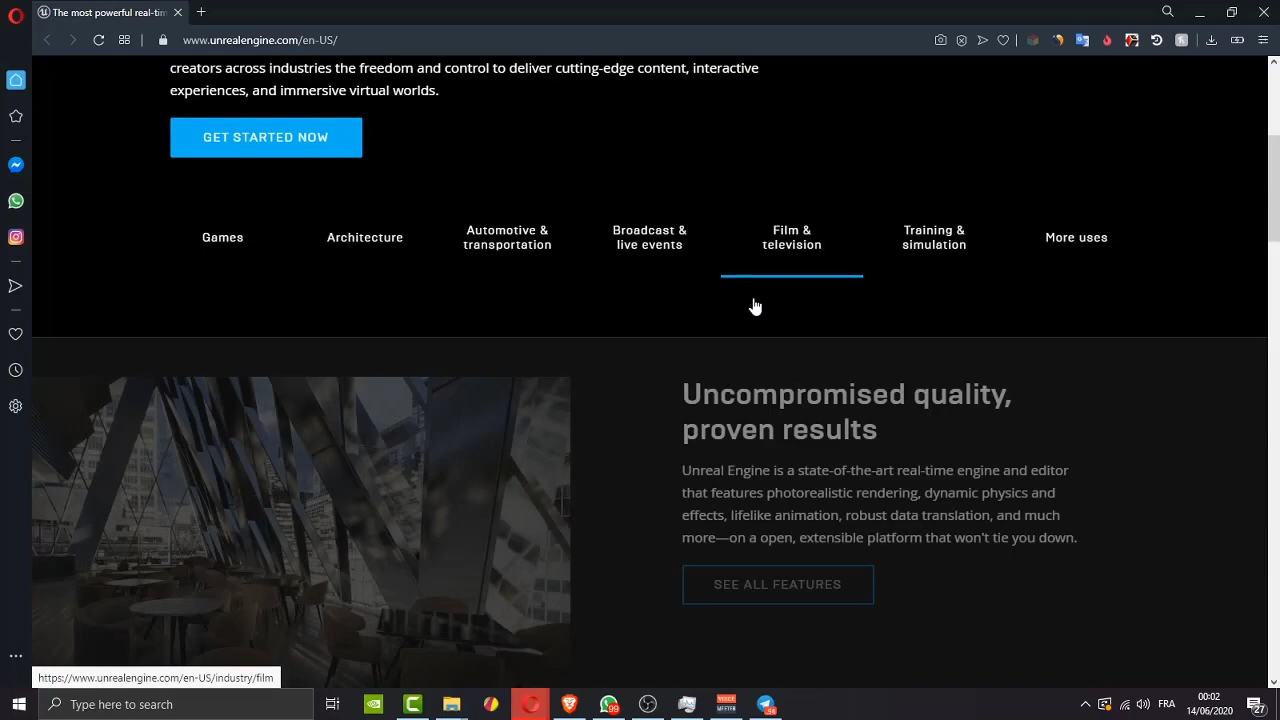 The most powerful real-tim
www.unrealengine.com/en-US/
creators across industries the freedom and control to deliver cutting-edge content, interactive
experiences, and immersive virtual worlds.
GET STARTED NOW
Games
Architecture
Automotive &
transportation
Broadcast &
live events
Film &
television
Training &
simulation
More uses
Uncompromised quality,
proven results
Unreal Engine is a state-of-the-art real-time engine and editor
that features photorealistic rendering, dynamic physics and
effects, lifelike animation, robust data translation, and much
more—on a open, extensible platform that won't tie you down.
SEE ALL FEATURES
https://www.unrealengine.com/en-US/industry/film
Type here to search
99
FRA
00:02
14/06/2020